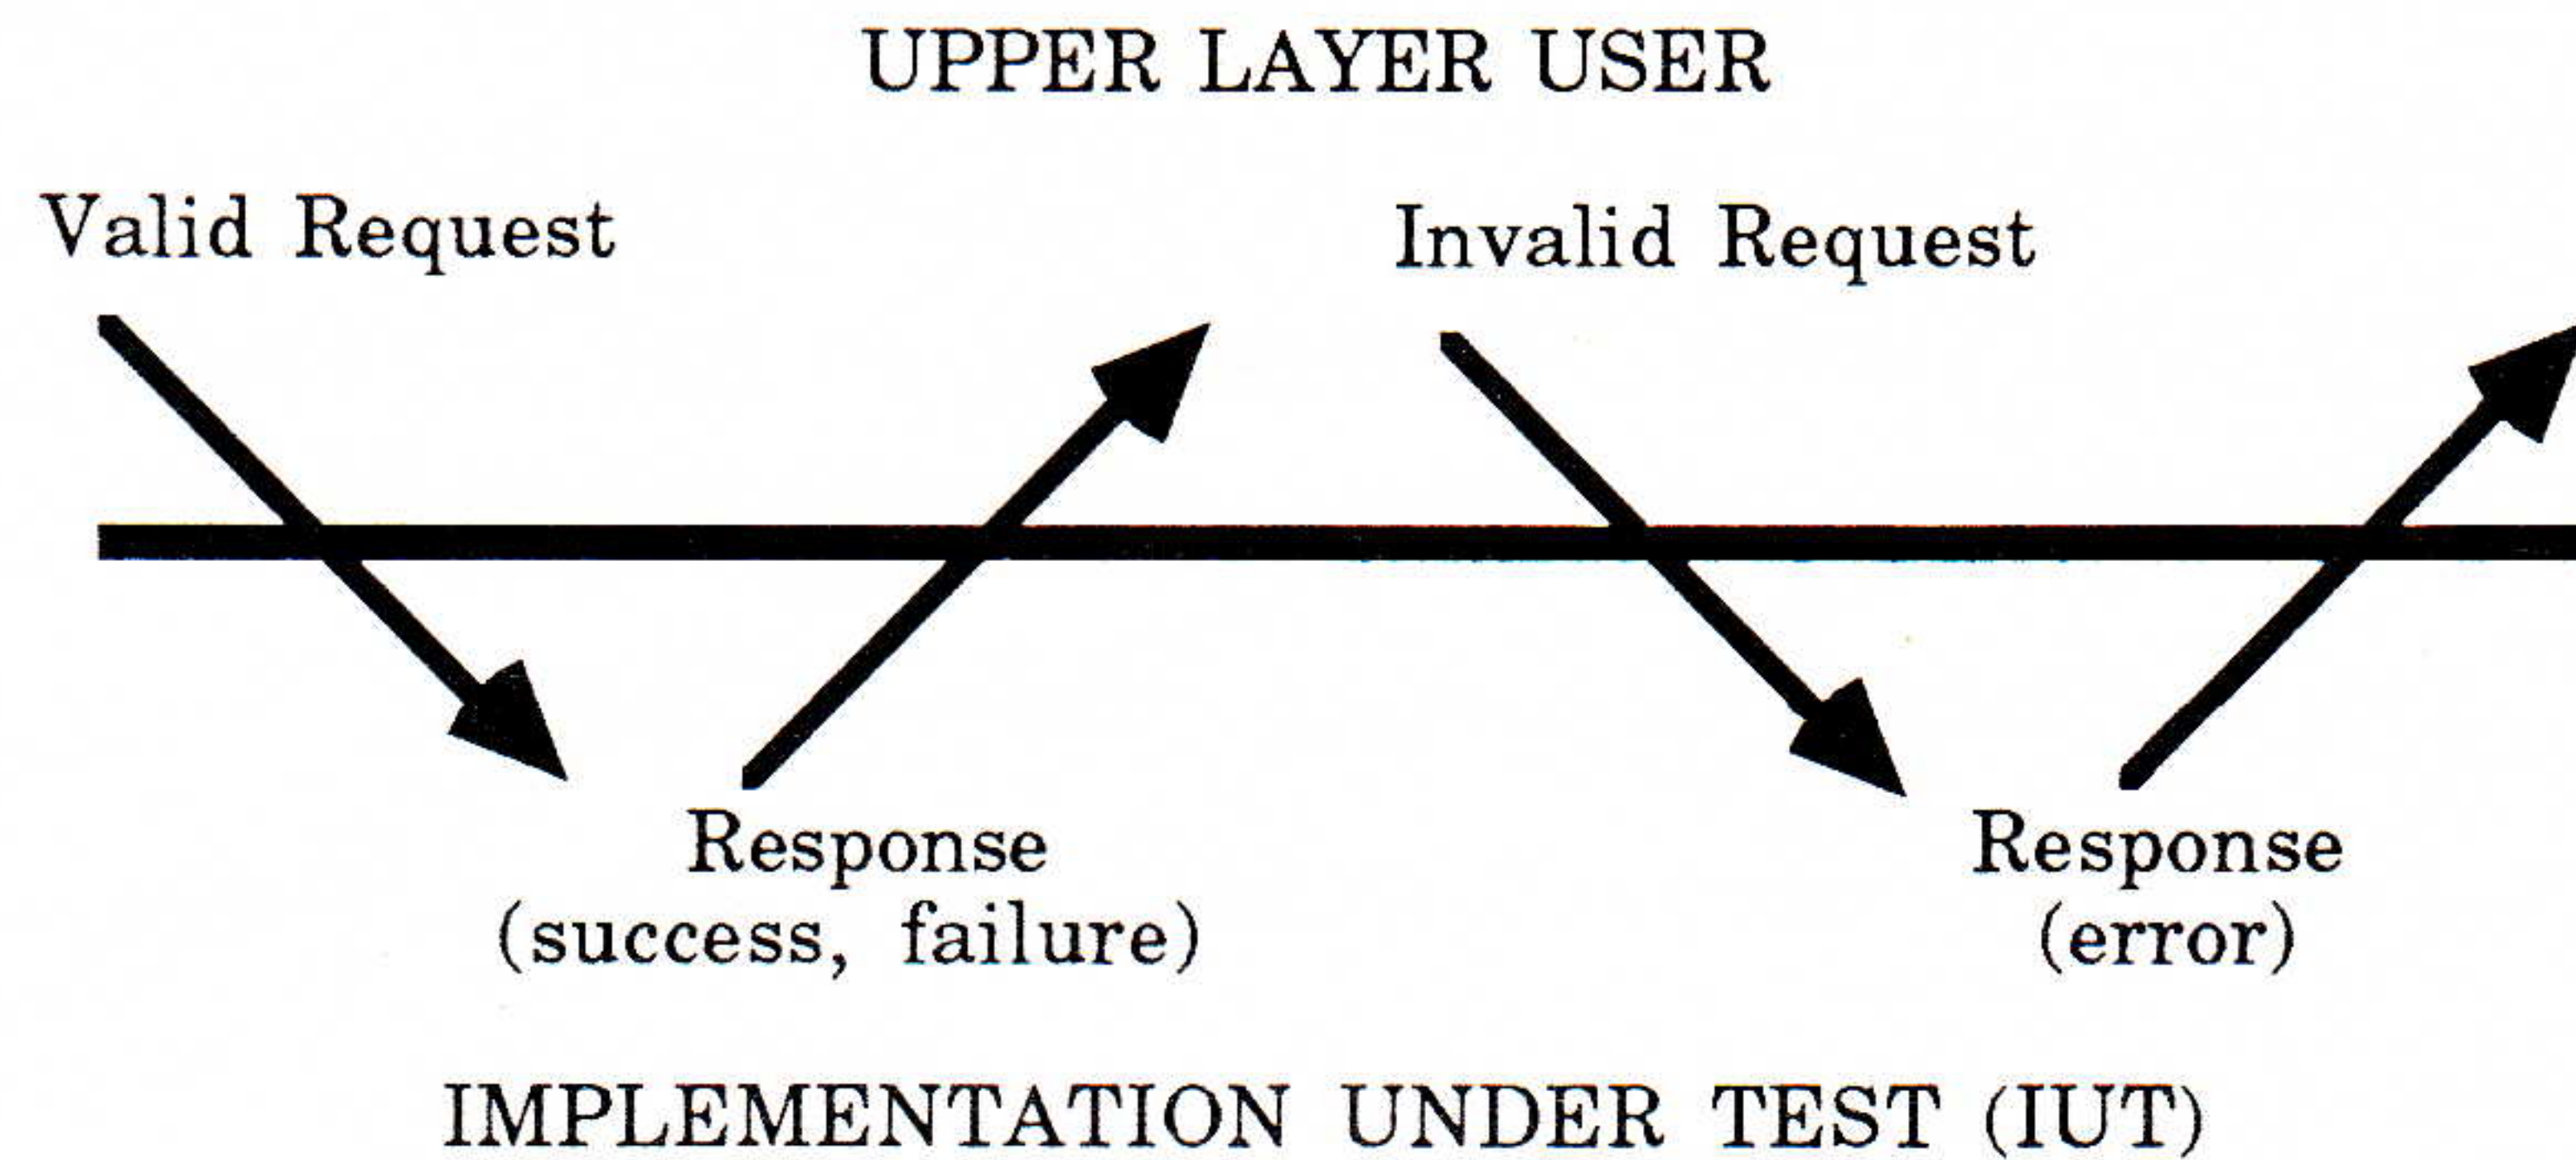 UPPER LAYER USER
Valid Request
Invalid Request
Response
(success, failure)
Response
(error)
IMPLEMENTATION UNDER TEST (IUT)